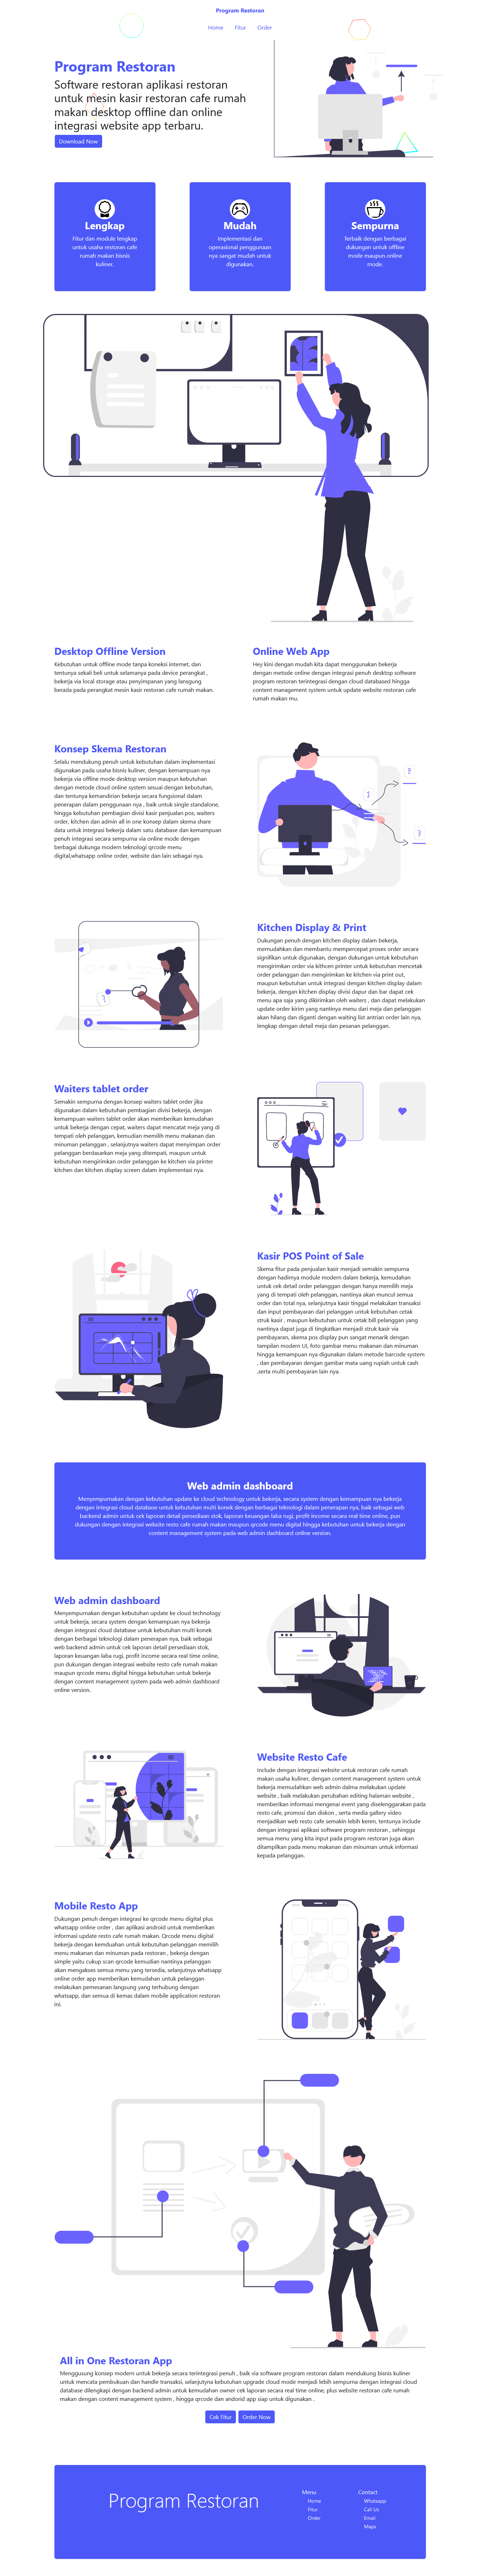 Program Restoran
Home Fitur Order
Program Restoran
Software restoran aplikasi restoran
untuk mesin kasir restoran cafe rumah
makan desktop offline dan online
integrasi website app terbaru.
Download Now
Lengkap
Fitur dan module lengkap
untuk usaha restoran cafe
rumah makan bisnis
kuliner.
Mudah
Implementasi dan
operasional penggunaan
nya sangat mudah untuk
digunakan.
Sempurna
Terbaik dengan berbagai
dukungan untuk offline
mode maupun online
mode.
Desktop Offline Version
Kebutuhan untuk offline mode tanpa koneksi internet, dan
tentunya sekali beli untuk selamanya pada device perangkat ,
bekerja via local storage atau penyimpanan yang langsung
berada pada perangkat mesin kasir restoran cafe rumah makan.
Online Web App
Hey kini dengan mudah kita dapat menggunakan bekerja
dengan metode online dengan integrasi penuh desktop software
program restoran terintegrasi dengan cloud databased hingga
content management system untuk update website restoran cafe
rumah makan mu.
Konsep Skema Restoran
Selalu mendukung penuh untuk kebutuhan dalam implementasi
digunakan pada usaha bisnis kuliner, dengan kemampuan nya
bekerja via offline mode desktop version maupun kebutuhan
dengan metode cloud online system sesuai dengan kebutuhan,
dan tentunya kemandirian bekerja secara fungsional dalam
penerapan dalam penggunaan nya , baik untuk single standalone,
hingga kebutuhan pembagian divisi kasir penjualan pos, waiters
order, kitchen dan admin all in one konsep dalam skema share
data untuk integrasi bekerja dalam satu database dan kemampuan
penuh integrasi secara sempurna via online mode dengan
berbagai dukunga modern teknologi qrcode menu
digital,whatsapp online order, website dan lain sebagai nya.
1
2
3
Kitchen Display & Print
Dukungan penuh dengan kitchen display dalam bekerja,
memudahkan dan membantu mempercepat proses order secara
signifikan untuk digunakan, dengan dukungan untuk kebutuhan
mengirimkan order via kithcen printer untuk kebutuhan mencetak
order pelanggan dan mengirimkan ke kitchen via print out,
maupun kebutuhan untuk integrasi dengan kitchen display dalam
bekerja, dengan kitchen display divisi dapur dan bar dapat cek
menu apa saja yang dikirimkan oleh waiters , dan dapat melakukan
update order kirim yang nantinya menu dari meja dan pelanggan
akan hilang dan diganti dengan waiting list antrian order lain nya,
lengkap dengan detail meja dan pesanan pelanggan.
Waiters tablet order
Semakin sempurna dengan konsep waiters tablet order jika
digunakan dalam kebutuhan pembagian divisi bekerja, dengan
kemampuan waiters tablet order akan memberikan kemudahan
untuk bekerja dengan cepat, waiters dapat mencatat meja yang di
tempati oleh pelanggan, kemudian memilih menu makanan dan
minuman pelanggan , selanjutnya waiters dapat menyimpan order
pelanggan berdasarkan meja yang ditempati, maupun untuk
kebutuhan mengirimkan order pelanggan ke kitchen via printer
kitchen dan kitchen display screen dalam implementasi nya.
Kasir POS Point of Sale
Skema fitur pada penjualan kasir menjadi semakin sempurna
dengan hadirnya module modern dalam bekerja, kemudahan
untuk cek detail order pelanggan dengan hanya memilih meja
yang di tempati oleh pelanggan, nantinya akan muncul semua
order dan total nya, selanjutunya kasir tinggal melakukan transaksi
dan input pembayaran dari pelanggan untuk kebutuhan cetak
struk kasir , maupun kebutuhan untuk cetak bill pelanggan yang
nantinya dapat juga di tingkatkan menjadi struk kasir via
pembayaran, skema pos display pun sangat menarik dengan
tampilan modern UI, foto gambar menu makanan dan minuman
hingga kemampuan nya digunakan dalam metode barcode system
, dan pembayaran dengan gambar mata uang rupiah untuk cash
,serta multi pembayaran lain nya.
Web admin dashboard
Menyempurnakan dengan kebutuhan update ke cloud technology untuk bekerja, secara system dengan kemampuan nya bekerja
dengan integrasi cloud database untuk kebutuhan multi konek dengan berbagai teknologi dalam penerapan nya, baik sebagai web
backend admin untuk cek laporan detail persediaan stok, laporan keuangan laba rugi, profit income secara real time online, pun
dukungan dengan integrasi website resto cafe rumah makan maupun qrcode menu digital hingga kebutuhan untuk bekerja dengan
content management system pada web admin dashboard online version.
Web admin dashboard
Menyempurnakan dengan kebutuhan update ke cloud technology
untuk bekerja, secara system dengan kemampuan nya bekerja
dengan integrasi cloud database untuk kebutuhan multi konek
dengan berbagai teknologi dalam penerapan nya, baik sebagai
web backend admin untuk cek laporan detail persediaan stok,
laporan keuangan laba rugi, profit income secara real time online,
pun dukungan dengan integrasi website resto cafe rumah makan
maupun qrcode menu digital hingga kebutuhan untuk bekerja
dengan content management system pada web admin dashboard
online version.
Website Resto Cafe
Include dengan integrasi website untuk restoran cafe rumah
makan usaha kuliner, dengan content management system untuk
bekerja memudahkan web admin dalma melakukan update
website , baik melakukan perubahan editing halaman website ,
memberikan informasi mengenai event yang diselenggarakan pada
resto cafe, promosi dan diskon , serta media gallery video
menjadikan web resto cafe semakin lebih keren, tentunya include
dengan integrasi aplikasi software program restoran , sehingga
semua menu yang kita input pada program restoran juga akan
ditampilkan pada menu makanan dan minuman untuk informasi
kepada pelanggan.
Mobile Resto App
Dukungan penuh dengan integrasi ke qrcode menu digital plus
whatsapp online order , dan aplikasi android untuk memberikan
informasi update resto cafe rumah makan. Qrcode menu digital
bekerja dengan kemduahan untuk kebutuhan pelanggan memilih
menu makanan dan minuman pada restoran , bekerja dengan
simple yaitu cukup scan qrcode kemudian nantinya pelanggan
akan mengakses semua menu yang tersedia, selanjutnya whatsapp
online order app memberikan kemudahan untuk pelanggan
melakukan pemesanan langsung yang terhubung dengan
whatsapp, dan semua di kemas dalam mobile application restoran
ini.
All in One Restoran App
Menggusung konsep modern untuk bekerja secara terintegrasi penuh , baik via software program restoran dalam mendukung bisnis kuliner
untuk mencata pembukuan dan handle transaksi, selanjutnya kebutuhan upgrade cloud mode menjadi lebih sempurna dengan integrasi cloud
database dilengkapi dengan backend admin untuk kemudahan owner cek laporan secara real time online, plus website restoran cafe rumah
makan dengan content management system , hingga qrcode dan andorid app siap untuk digunakan .
Cek Fitur Order Now
Program Restoran
Menu
Home
Fitur
Order
Contact
Whatsapp
Call Us
Email
Maps